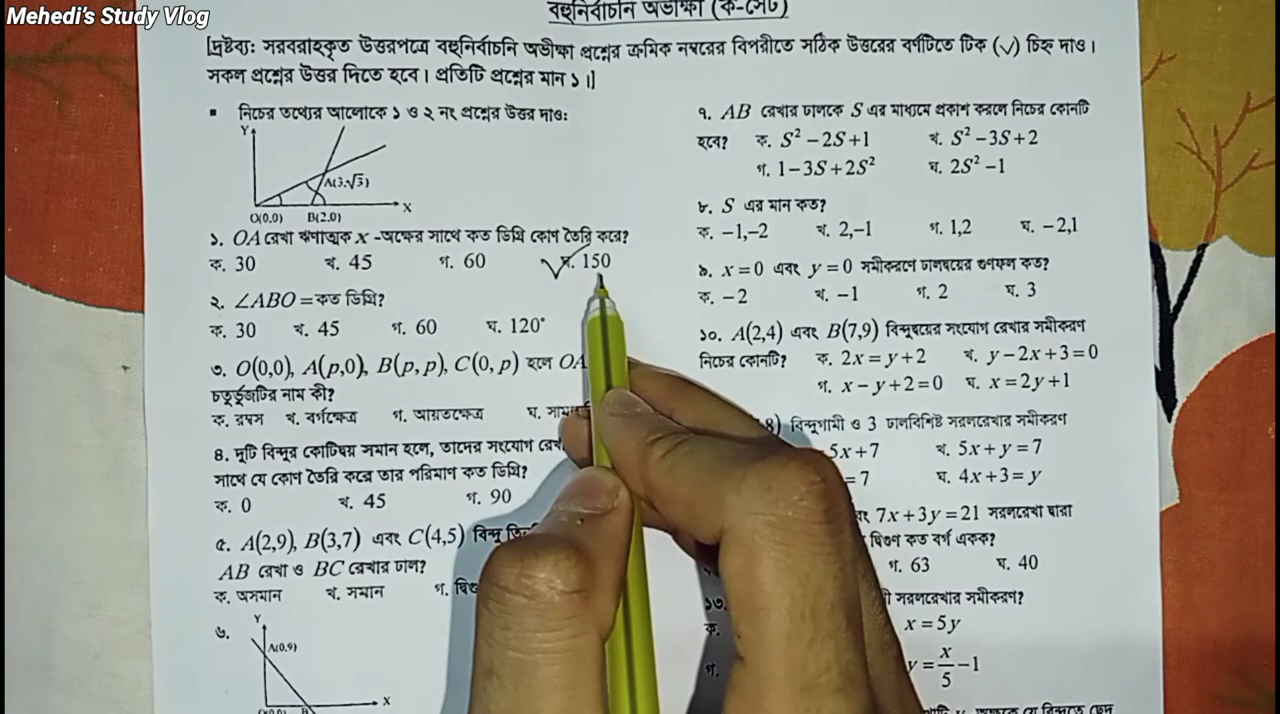 Mehedi's Study Vlog
বহুনির্বাচনি অভীক্ষা (ক-সেট)
[দ্রষ্টব্য: সরবরাহকৃত উত্তরপত্রে বহুনির্বাচনি অভীক্ষা প্রশ্নের ক্রমিক নম্বরের বিপরীতে সঠিক উত্তরের বর্ণটিতে টিক (√) চিহ্ন দাও।
সকল প্রশ্নের উত্তর দিতে হবে। প্রতিটি প্রশ্নের মান ১।]
▪ নিচের তথ্যের আলোকে ১ ও ২ নং প্রশ্নের উত্তর দাও:
Y
A(3,√3)
X
O(0,0) B(2,0)
১. OA রেখা ঋণাত্মক x -অক্ষের সাথে কত ডিগ্রি কোণ তৈরি করে?
ক. 30 খ. 45 গ. 60 ঘ. 150
২. ∠ABO = কত ডিগ্রি?
ক. 30 খ. 45 গ. 60 ঘ. 120°
৩. O(0,0), A(p,0), B(p,p), C(0,p) হলে OA
চতুর্ভুজটির নাম কী?
ক. রম্বস খ. বর্গক্ষেত্র গ. আয়তক্ষেত্র ঘ.
৪. দুটি বিন্দুর কোটিদ্বয় সমান হলে, তাদের সংযোগ
সাথে যে কোণ তৈরি করে তার পরিমাণ কত ডিগ্রি?
ক. 0 খ. 45 গ. 90
৫. A(2,9), B(3,7) এবং C(4,5) বিন্দু
AB রেখা ও BC রেখার ঢাল?
ক. অসমান খ. সমান গ.
৬.
Y
A(0,9)
X
৭. AB রেখার ঢালকে S এর মাধ্যমে প্রকাশ করলে নিচের কোনটি
হবে? ক. S² − 2S + 1 খ. S² − 3S + 2
গ. 1 − 3S + 2S² ঘ. 2S² − 1
৮. S এর মান কত?
ক. −1,−2 খ. 2,−1 গ. 1,2 ঘ. −2,1
৯. x = 0 এবং y = 0 সমীকরণে ঢালদ্বয়ের গুণফল কত?
ক. −2 খ. −1 গ. 2 ঘ. 3
১০. A(2,4) এবং B(7,9) বিন্দুদ্বয়ের সংযোগ রেখার সমীকরণ
নিচের কোনটি? ক. 2x = y + 2 খ. y − 2x + 3 = 0
গ. x − y + 2 = 0 ঘ. x = 2y + 1
8) বিন্দুগামী ও 3 ঢালবিশিষ্ট সরলরেখার সমীকরণ
5x + 7 খ. 5x + y = 7
= 7 ঘ. 4x + 3 = y
7x + 3y = 21 সরলরেখা দ্বারা
দ্বিগুণ কত বর্গ একক?
গ. 63 ঘ. 40
১৩. সরলরেখার সমীকরণ?
ক. x = 5y
গ. y = x/5 − 1